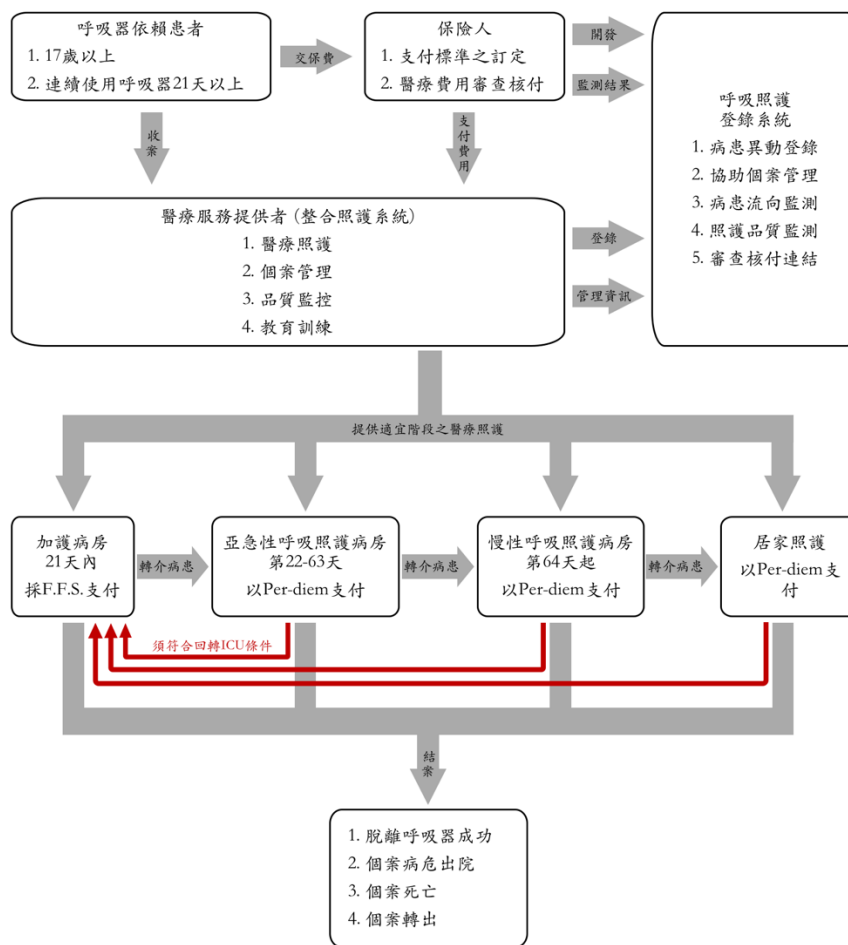 呼吸器依賴患者
1. 17歲以上
2. 連續使用呼吸器21天以上
交保費
保險人
1. 支付標準之訂定
2. 醫療費用審查核付
開發
監測結果
呼吸照護
登錄系統
1. 病患異動登錄
2. 協助個案管理
3. 病患流向監測
4. 照護品質監測
5. 審查核付連結
收案
支付費用
醫療服務提供者 (整合照護系統)
1. 醫療照護
2. 個案管理
3. 品質監控
4. 教育訓練
登錄
管理資訊
提供適宜階段之醫療照護
加護病房
21天內
採F.F.S.支付
轉介病患
亞急性呼吸照護病房
第22-63天
以Per-diem支付
轉介病患
慢性呼吸照護病房
第64天起
以Per-diem支付
轉介病患
居家照護
以Per-diem支
付
須符合回轉ICU條件
結案
1. 脫離呼吸器成功
2. 個案病危出院
3. 個案死亡
4. 個案轉出